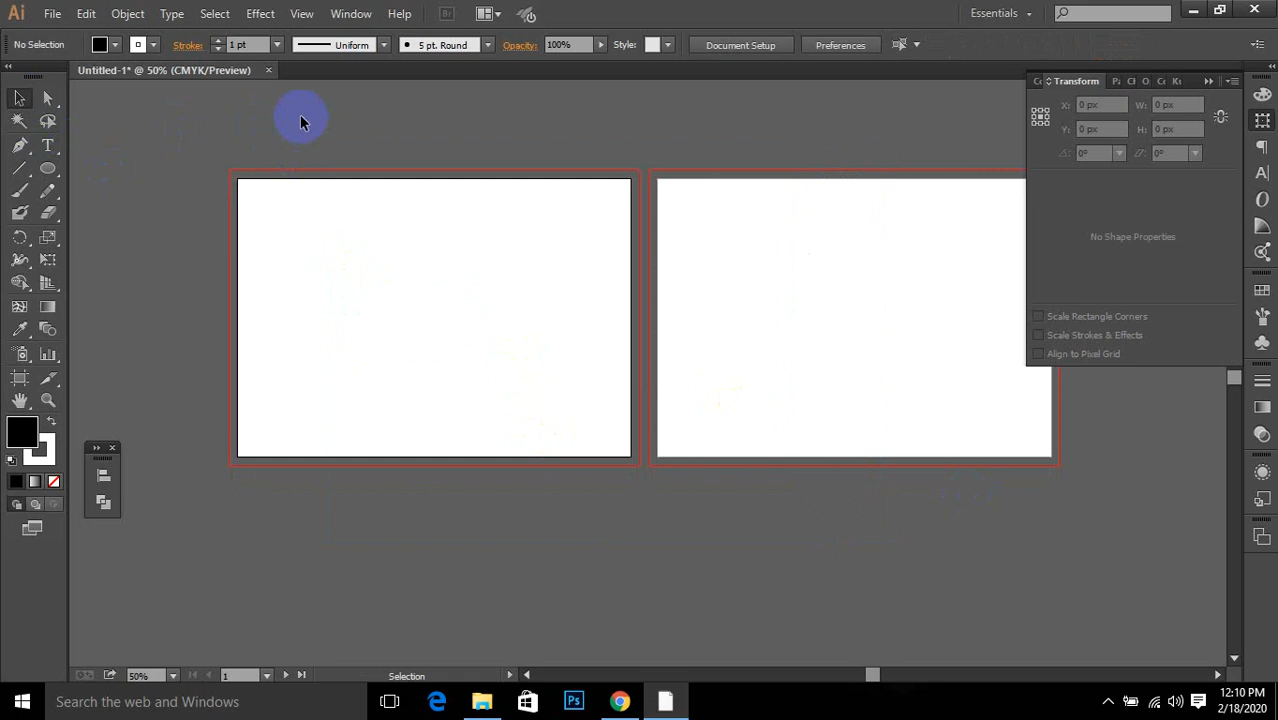 Ai File Edit Object Type Select Effect View Window Help Br Essentials
No Selection Stroke: 1 pt Uniform 5 pt. Round Opacity: 100% Style: Document Setup Preferences
Untitled-1* @ 50% (CMYK/Preview) ×
Transform
X: 0 px W: 0 px
Y: 0 px H: 0 px
0° 0°
No Shape Properties
Scale Rectangle Corners
Scale Strokes & Effects
Align to Pixel Grid
50% 1 Selection
Search the web and Windows Ps 12:10 PM
2/18/2020